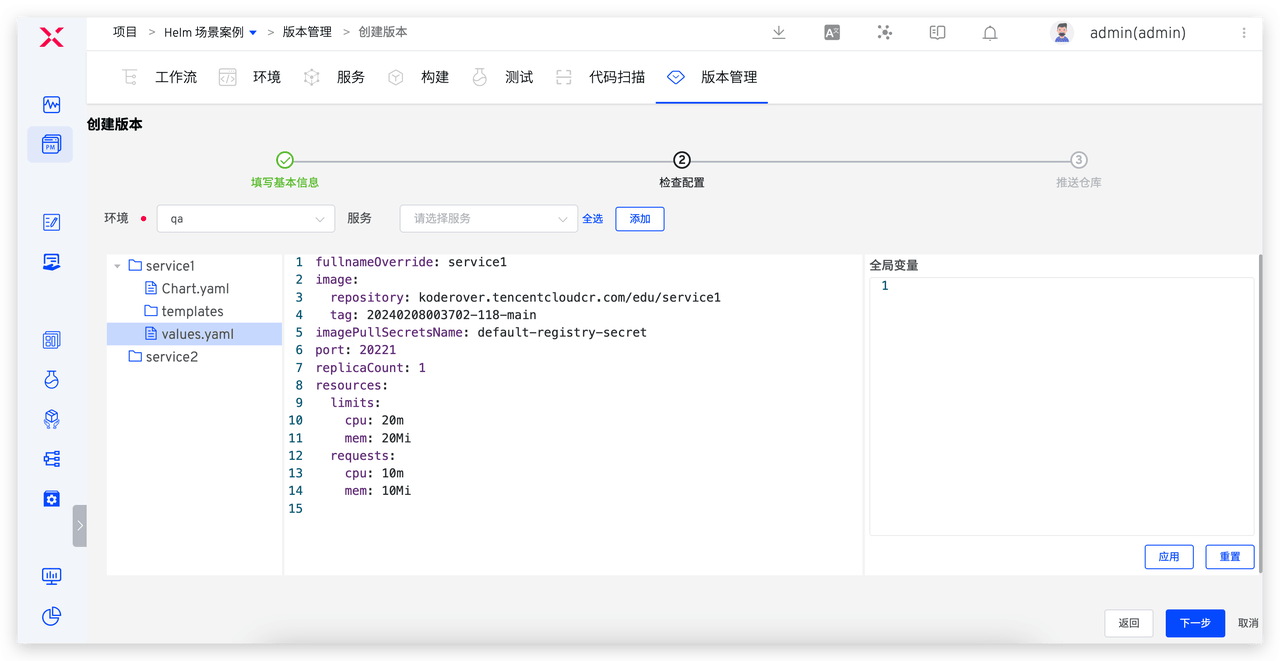 项目 > Helm 场景案例 > 版本管理 > 创建版本 admin(admin)
工作流 环境 服务 构建 测试 代码扫描 版本管理
PM
创建版本
2 3
填写基本信息 检查配置 推送仓库
环境 qa 服务 请选择服务 全选 添加
service1
Chart.yaml
templates
values.yaml
service2
1 fullnameOverride: service1
2 image:
3 repository: koderover.tencentcloudcr.com/edu/service1
4 tag: 20240208003702-118-main
5 imagePullSecretsName: default-registry-secret
6 port: 20221
7 replicaCount: 1
8 resources:
9 limits:
10 cpu: 20m
11 mem: 20Mi
12 requests:
13 cpu: 10m
14 mem: 10Mi
15
全局变量
1
应用 重置
返回 下一步 取消